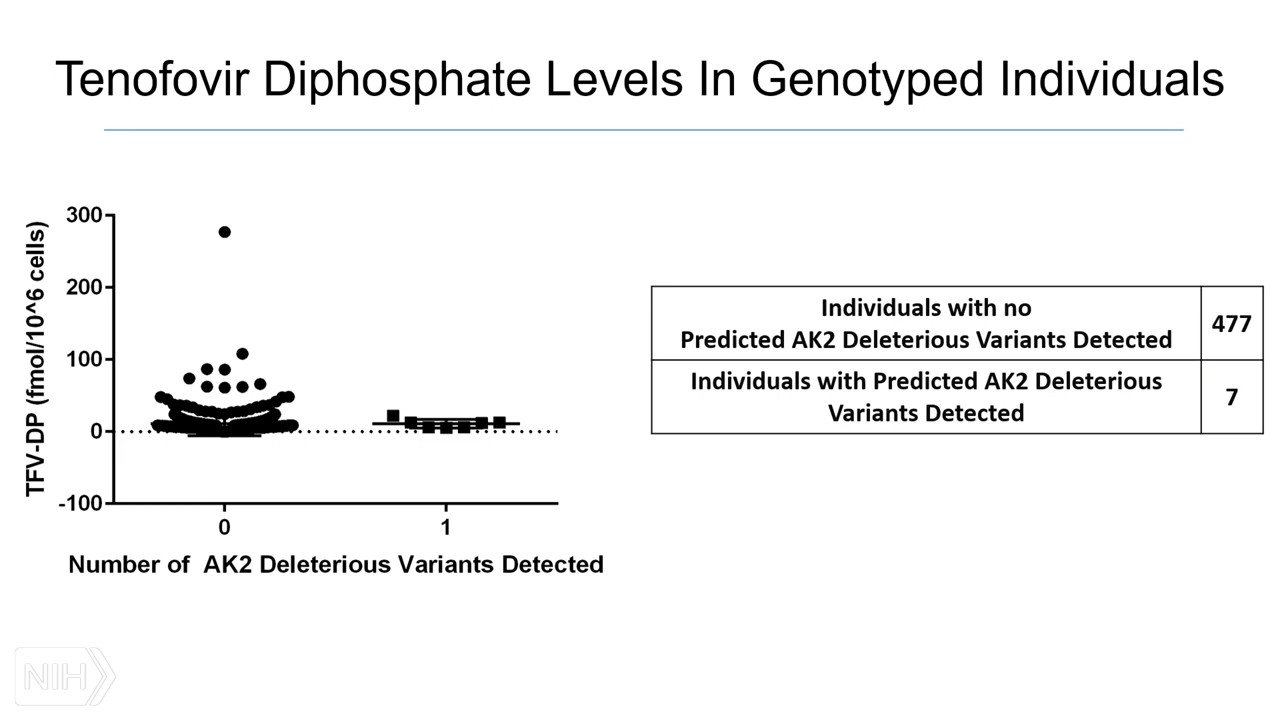 Tenofovir Diphosphate Levels In Genotyped Individuals
TFV-DP (fmol/10^6 cells)
300
200
100
0
-100
0
1
Number of AK2 Deleterious Variants Detected
Individuals with no
Predicted AK2 Deleterious Variants Detected
477
Individuals with Predicted AK2 Deleterious
Variants Detected
7
NIH